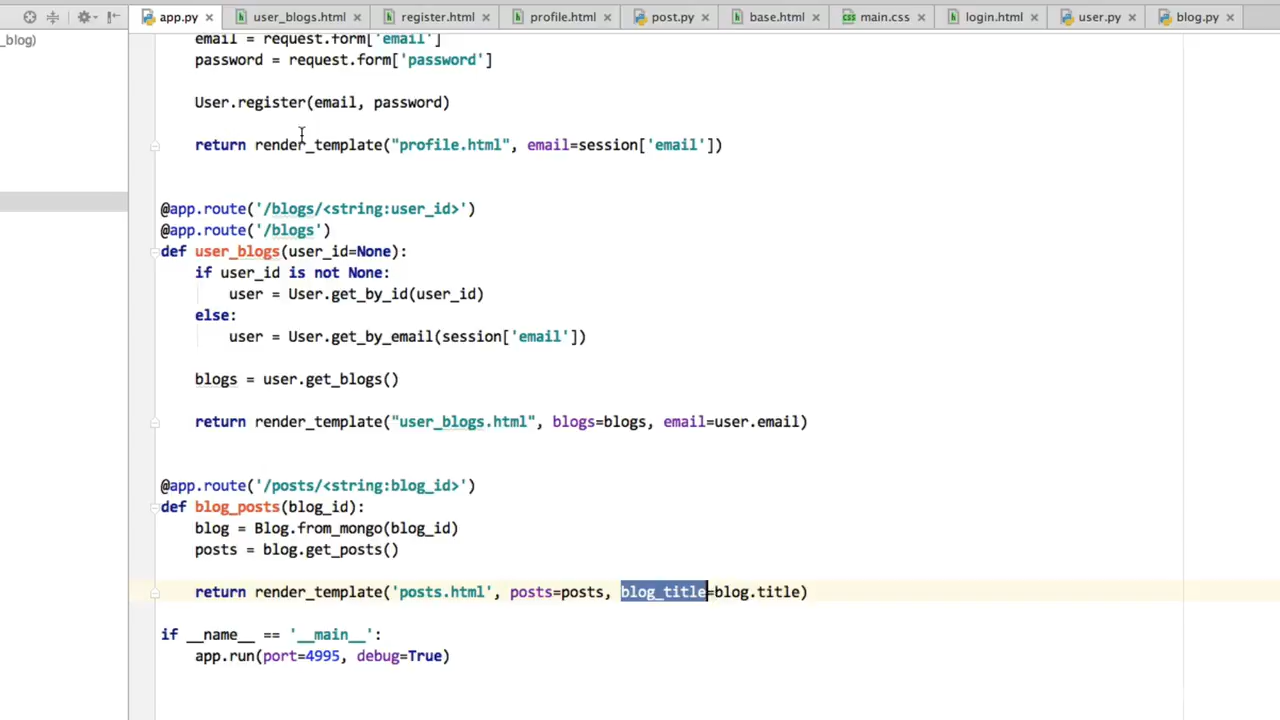 app.py user_blogs.html register.html profile.html post.py base.html main.css login.html user.py blog.py
_blog)
email = request.form['email']
password = request.form['password']
User.register(email, password)
return render_template("profile.html", email=session['email'])
@app.route('/blogs/<string:user_id>')
@app.route('/blogs')
def user_blogs(user_id=None):
if user_id is not None:
user = User.get_by_id(user_id)
else:
user = User.get_by_email(session['email'])
blogs = user.get_blogs()
return render_template("user_blogs.html", blogs=blogs, email=user.email)
@app.route('/posts/<string:blog_id>')
def blog_posts(blog_id):
blog = Blog.from_mongo(blog_id)
posts = blog.get_posts()
return render_template('posts.html', posts=posts, blog_title=blog.title)
if __name__ == '__main__':
app.run(port=4995, debug=True)